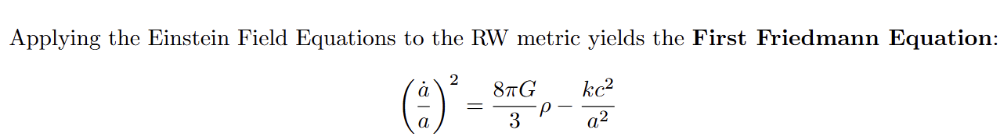 Applying the Einstein Field Equations to the RW metric yields the First Friedmann Equation:
(ȧ/a)² = 8πG/3 ρ − kc²/a²